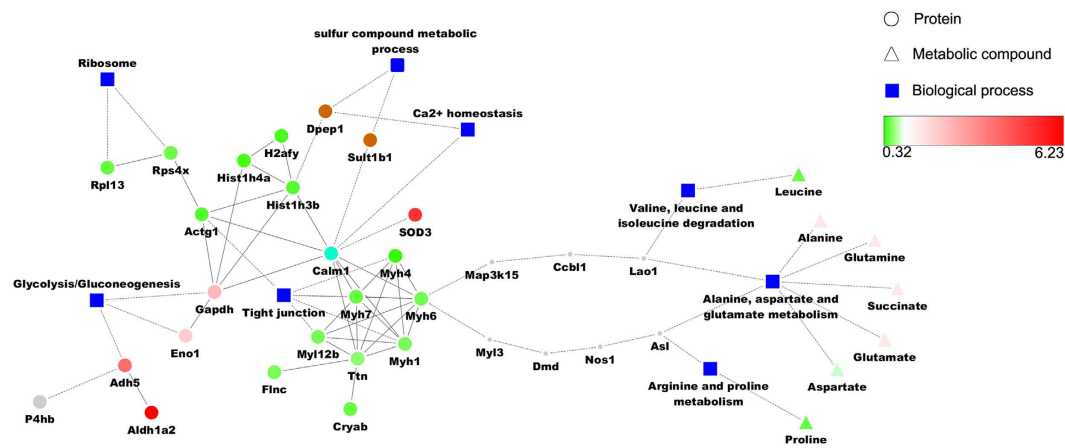 Protein
Metabolic compound
Biological process
0.32
6.23
sulfur compound metabolic
process
Ribosome
Ca2+ homeostasis
Dpep1
H2afy
Sult1b1
Rpl13
Rps4x
Hist1h4a
Hist1h3b
Leucine
Valine, leucine and
isoleucine degradation
Actg1
SOD3
Alanine
Glutamine
Calm1
Myh4
Map3k15
Ccbl1
Lao1
Glycolysis/Gluconeogenesis
Gapdh
Tight junction
Myh7
Myh6
Alanine, aspartate and
glutamate metabolism
Succinate
Eno1
Myl12b
Myh1
Myl3
Dmd
Nos1
Asl
Glutamate
Adh5
Flnc
Ttn
Arginine and proline
metabolism
Aspartate
P4hb
Aldh1a2
Cryab
Proline